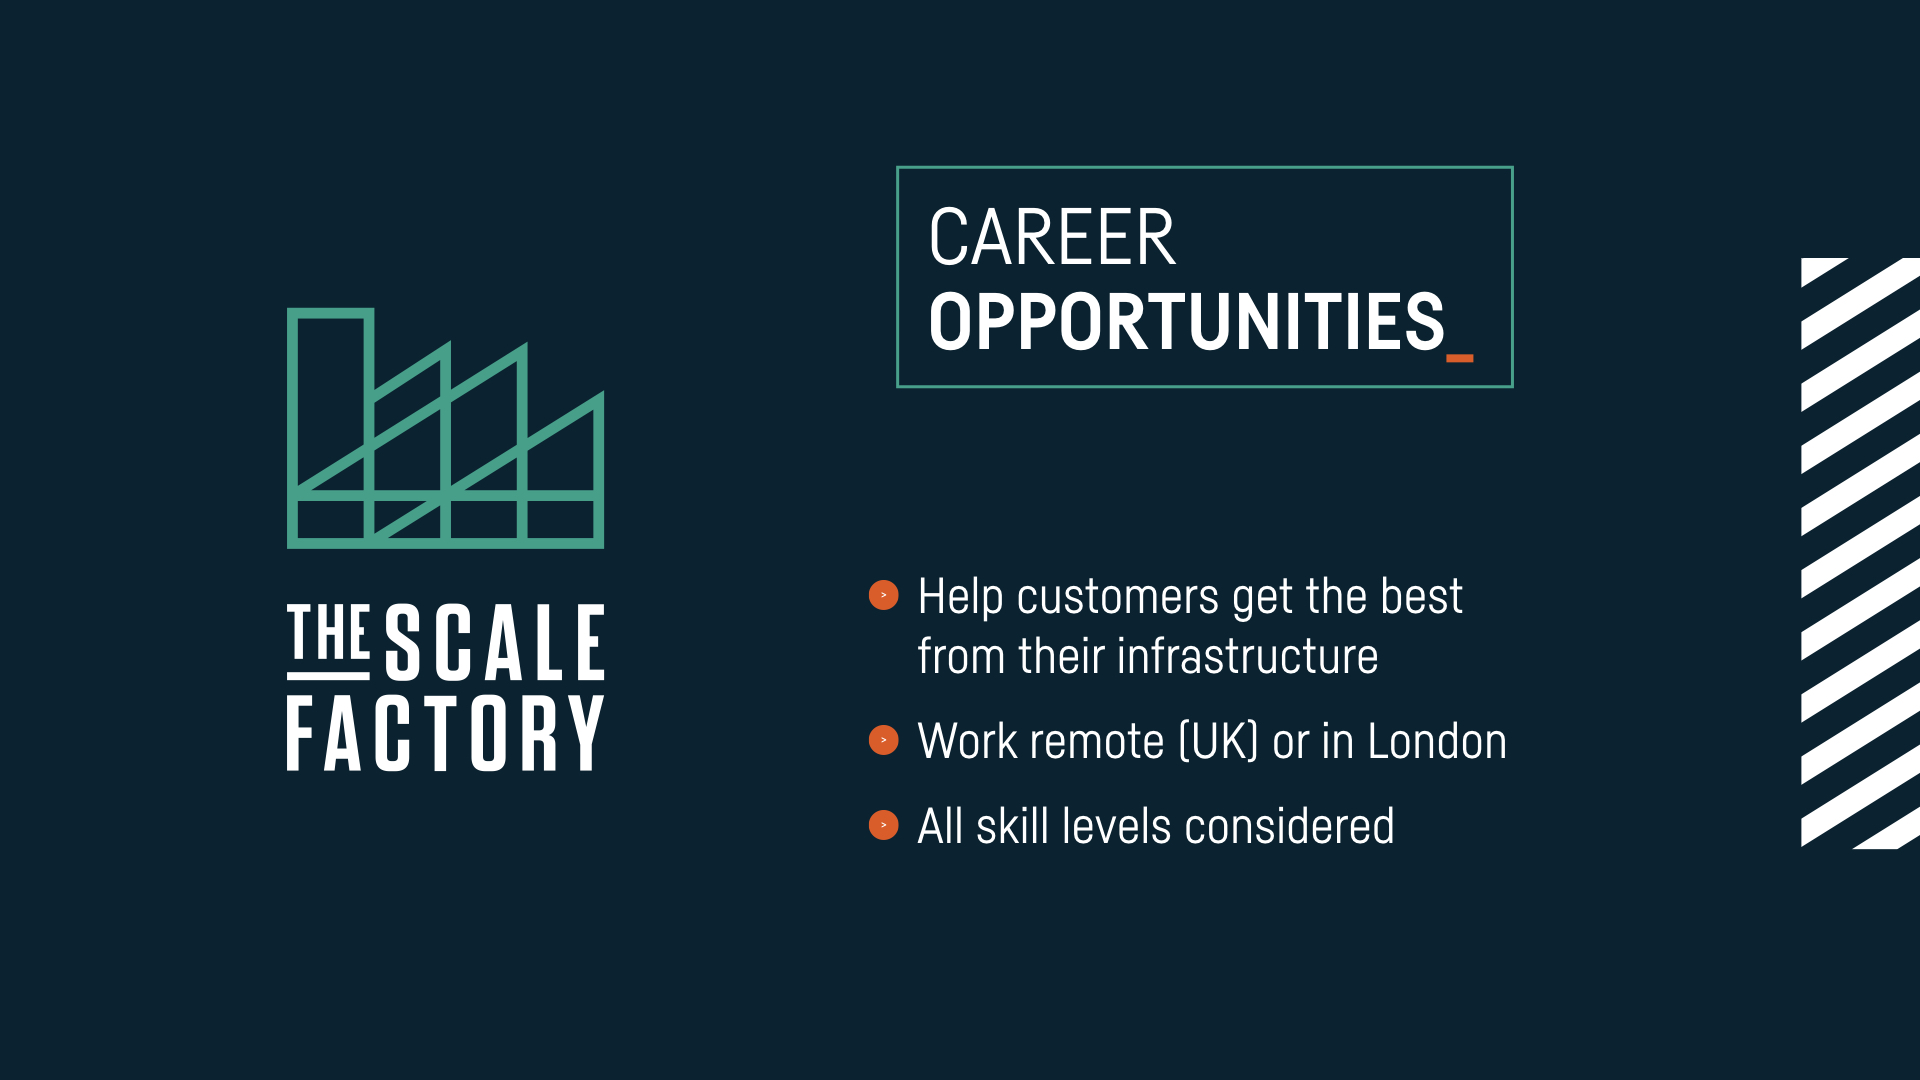 THE SCALE
FACTORY
CAREER
OPPORTUNITIES_
> Help customers get the best
from their infrastructure
> Work remote (UK) or in London
> All skill levels considered